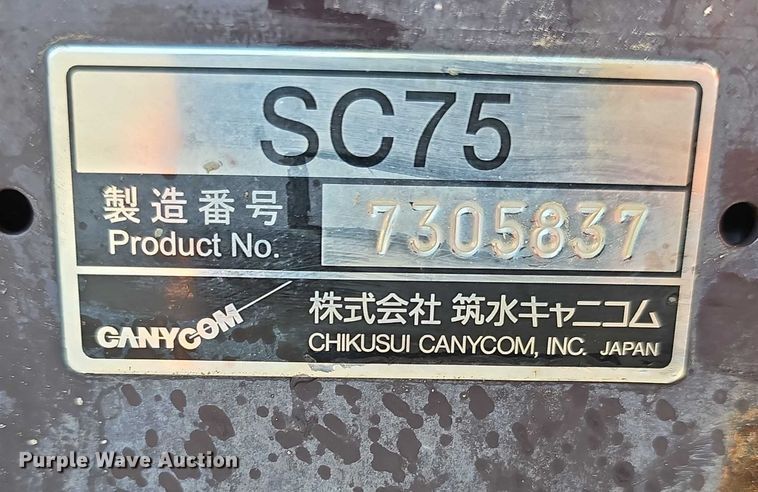 SC75
製造番号
Product No.
7305837
CANYCOM
株式会社 筑水キャニコム
CHIKUSUI CANYCOM, INC. JAPAN
Purple Wave Auction